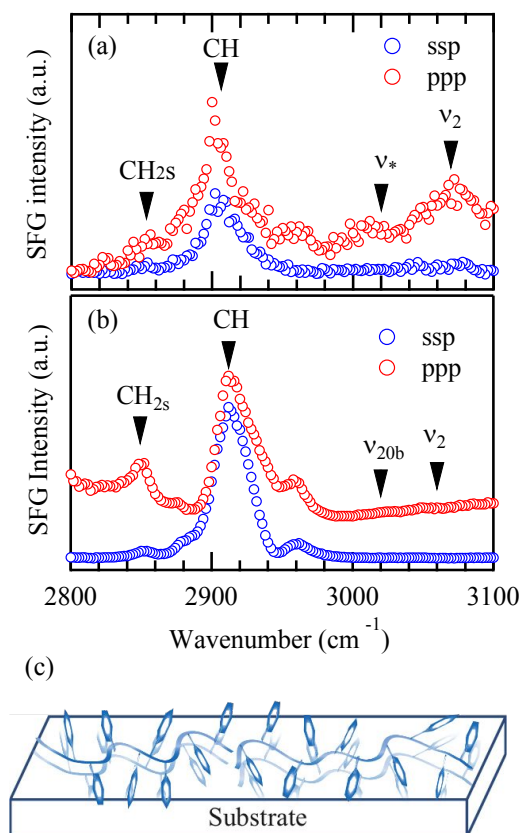 (a)
CH
ssp
ppp
CH2s
ν*
ν2
SFG intensity (a.u.)
(b)
CH
ssp
ppp
CH2s
ν20b
ν2
SFG Intensity (a.u.)
2800 2900 3000 3100
Wavenumber (cm-1)
(c)
Substrate